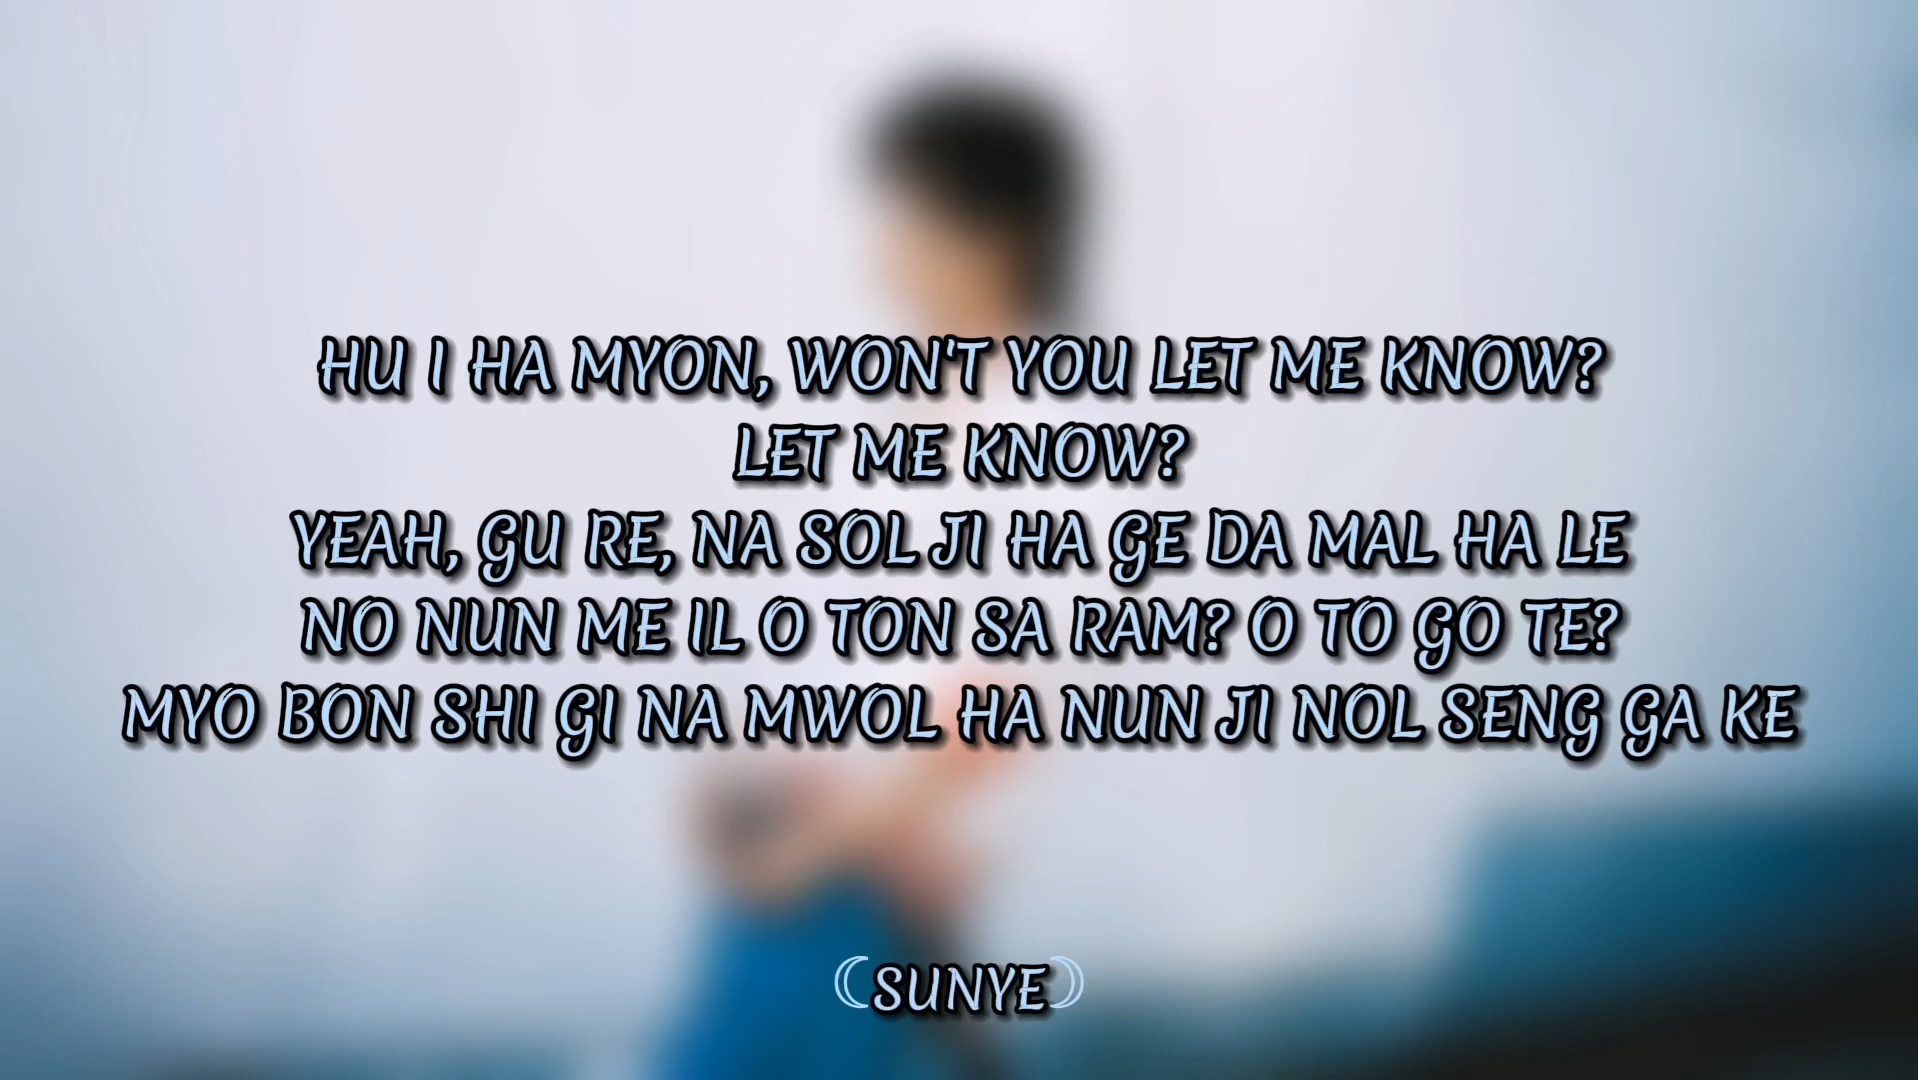 HU I HA MYON, WON'T YOU LET ME KNOW?
LET ME KNOW?
YEAH, GU RE, NA SOL JI HA GE DA MAL HA LE
NO NUN ME IL O TON SA RAM? O TO GO TE?
MYO BON SHI GI NA MWOL HA NUN JI NOL SENG GA KE
☾SUNYE☽